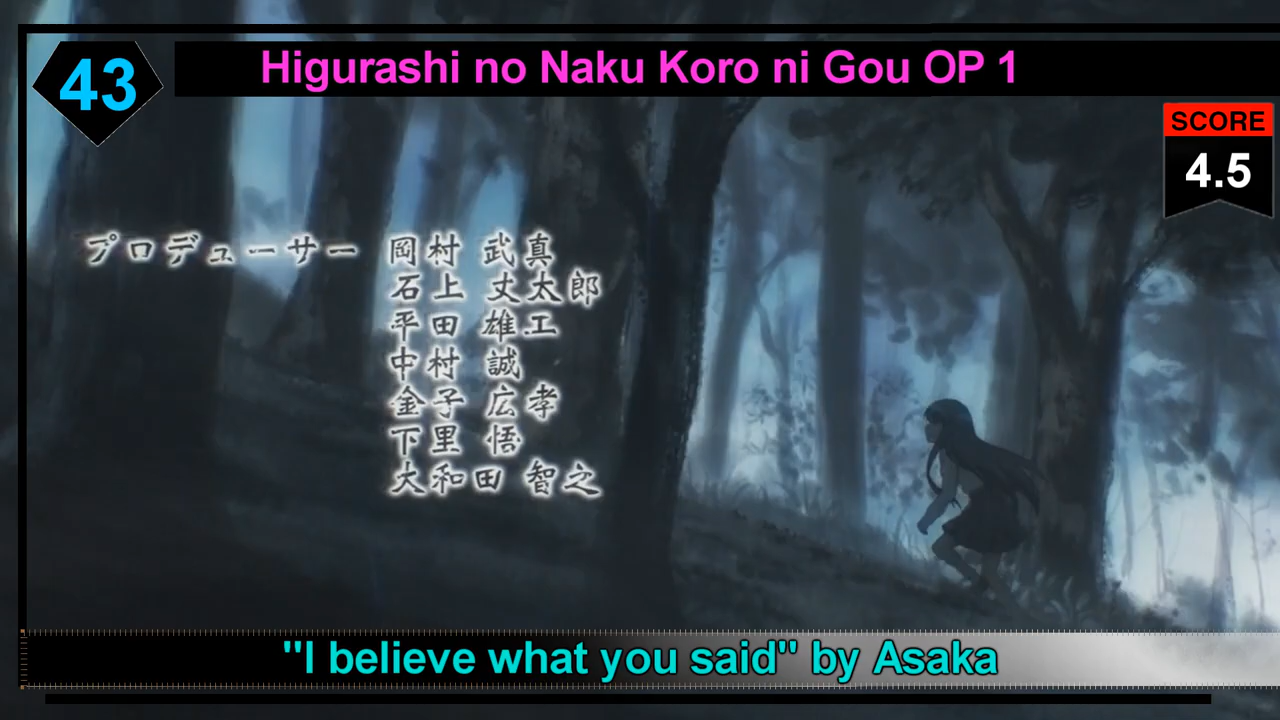 43
Higurashi no Naku Koro ni Gou OP 1
SCORE
4.5
プロデューサー 岡村 武真
石上 丈太郎
平田 雄工
中村 誠
金子 広孝
下里 悟
大和田 智之
"I believe what you said" by Asaka